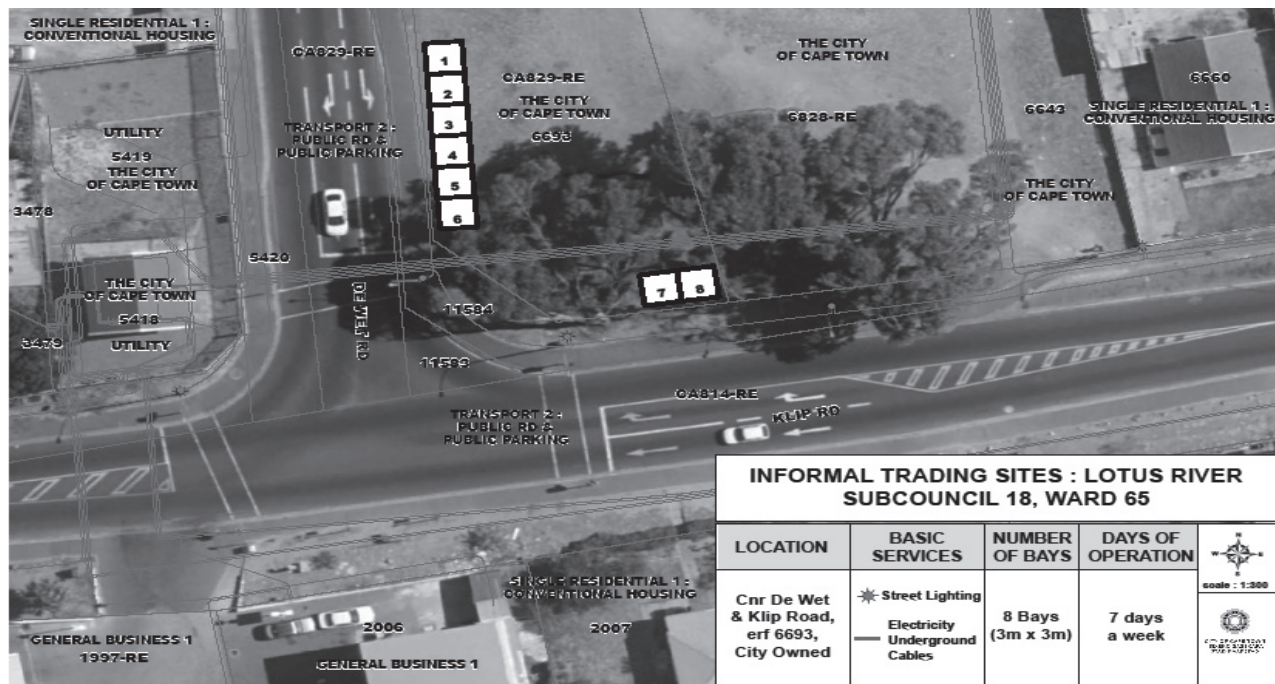 SINGLE RESIDENTIAL 1 :
CONVENTIONAL HOUSING
CA829-RE
TRANSPORT 2 :
PUBLIC RD &
PUBLIC PARKING
UTILITY
5419
THE CITY
OF CAPE TOWN
3478
5420
THE CITY
OF CAPE TOWN
5418
UTILITY
3479
DE WET RD
1
2
3
4
5
6
CA829-RE
THE CITY
OF CAPE TOWN
6693
THE CITY
OF CAPE TOWN
6828-RE
6643
6660
SINGLE RESIDENTIAL 1 :
CONVENTIONAL HOUSING
THE CITY
OF CAPE TOWN
7
8
11584
11583
CA814-RE
KLIP RD
TRANSPORT 2 :
PUBLIC RD &
PUBLIC PARKING
SINGLE RESIDENTIAL 1 :
CONVENTIONAL HOUSING
2006
2007
GENERAL BUSINESS 1
1997-RE
GENERAL BUSINESS 1
INFORMAL TRADING SITES : LOTUS RIVER
SUBCOUNCIL 18, WARD 65
LOCATION
BASIC
SERVICES
NUMBER
OF BAYS
DAYS OF
OPERATION
Cnr De Wet
& Klip Road,
erf 6693,
City Owned
Street Lighting
Electricity
Underground
Cables
8 Bays
(3m x 3m)
7 days
a week
N
W
E
S
scale : 1:300